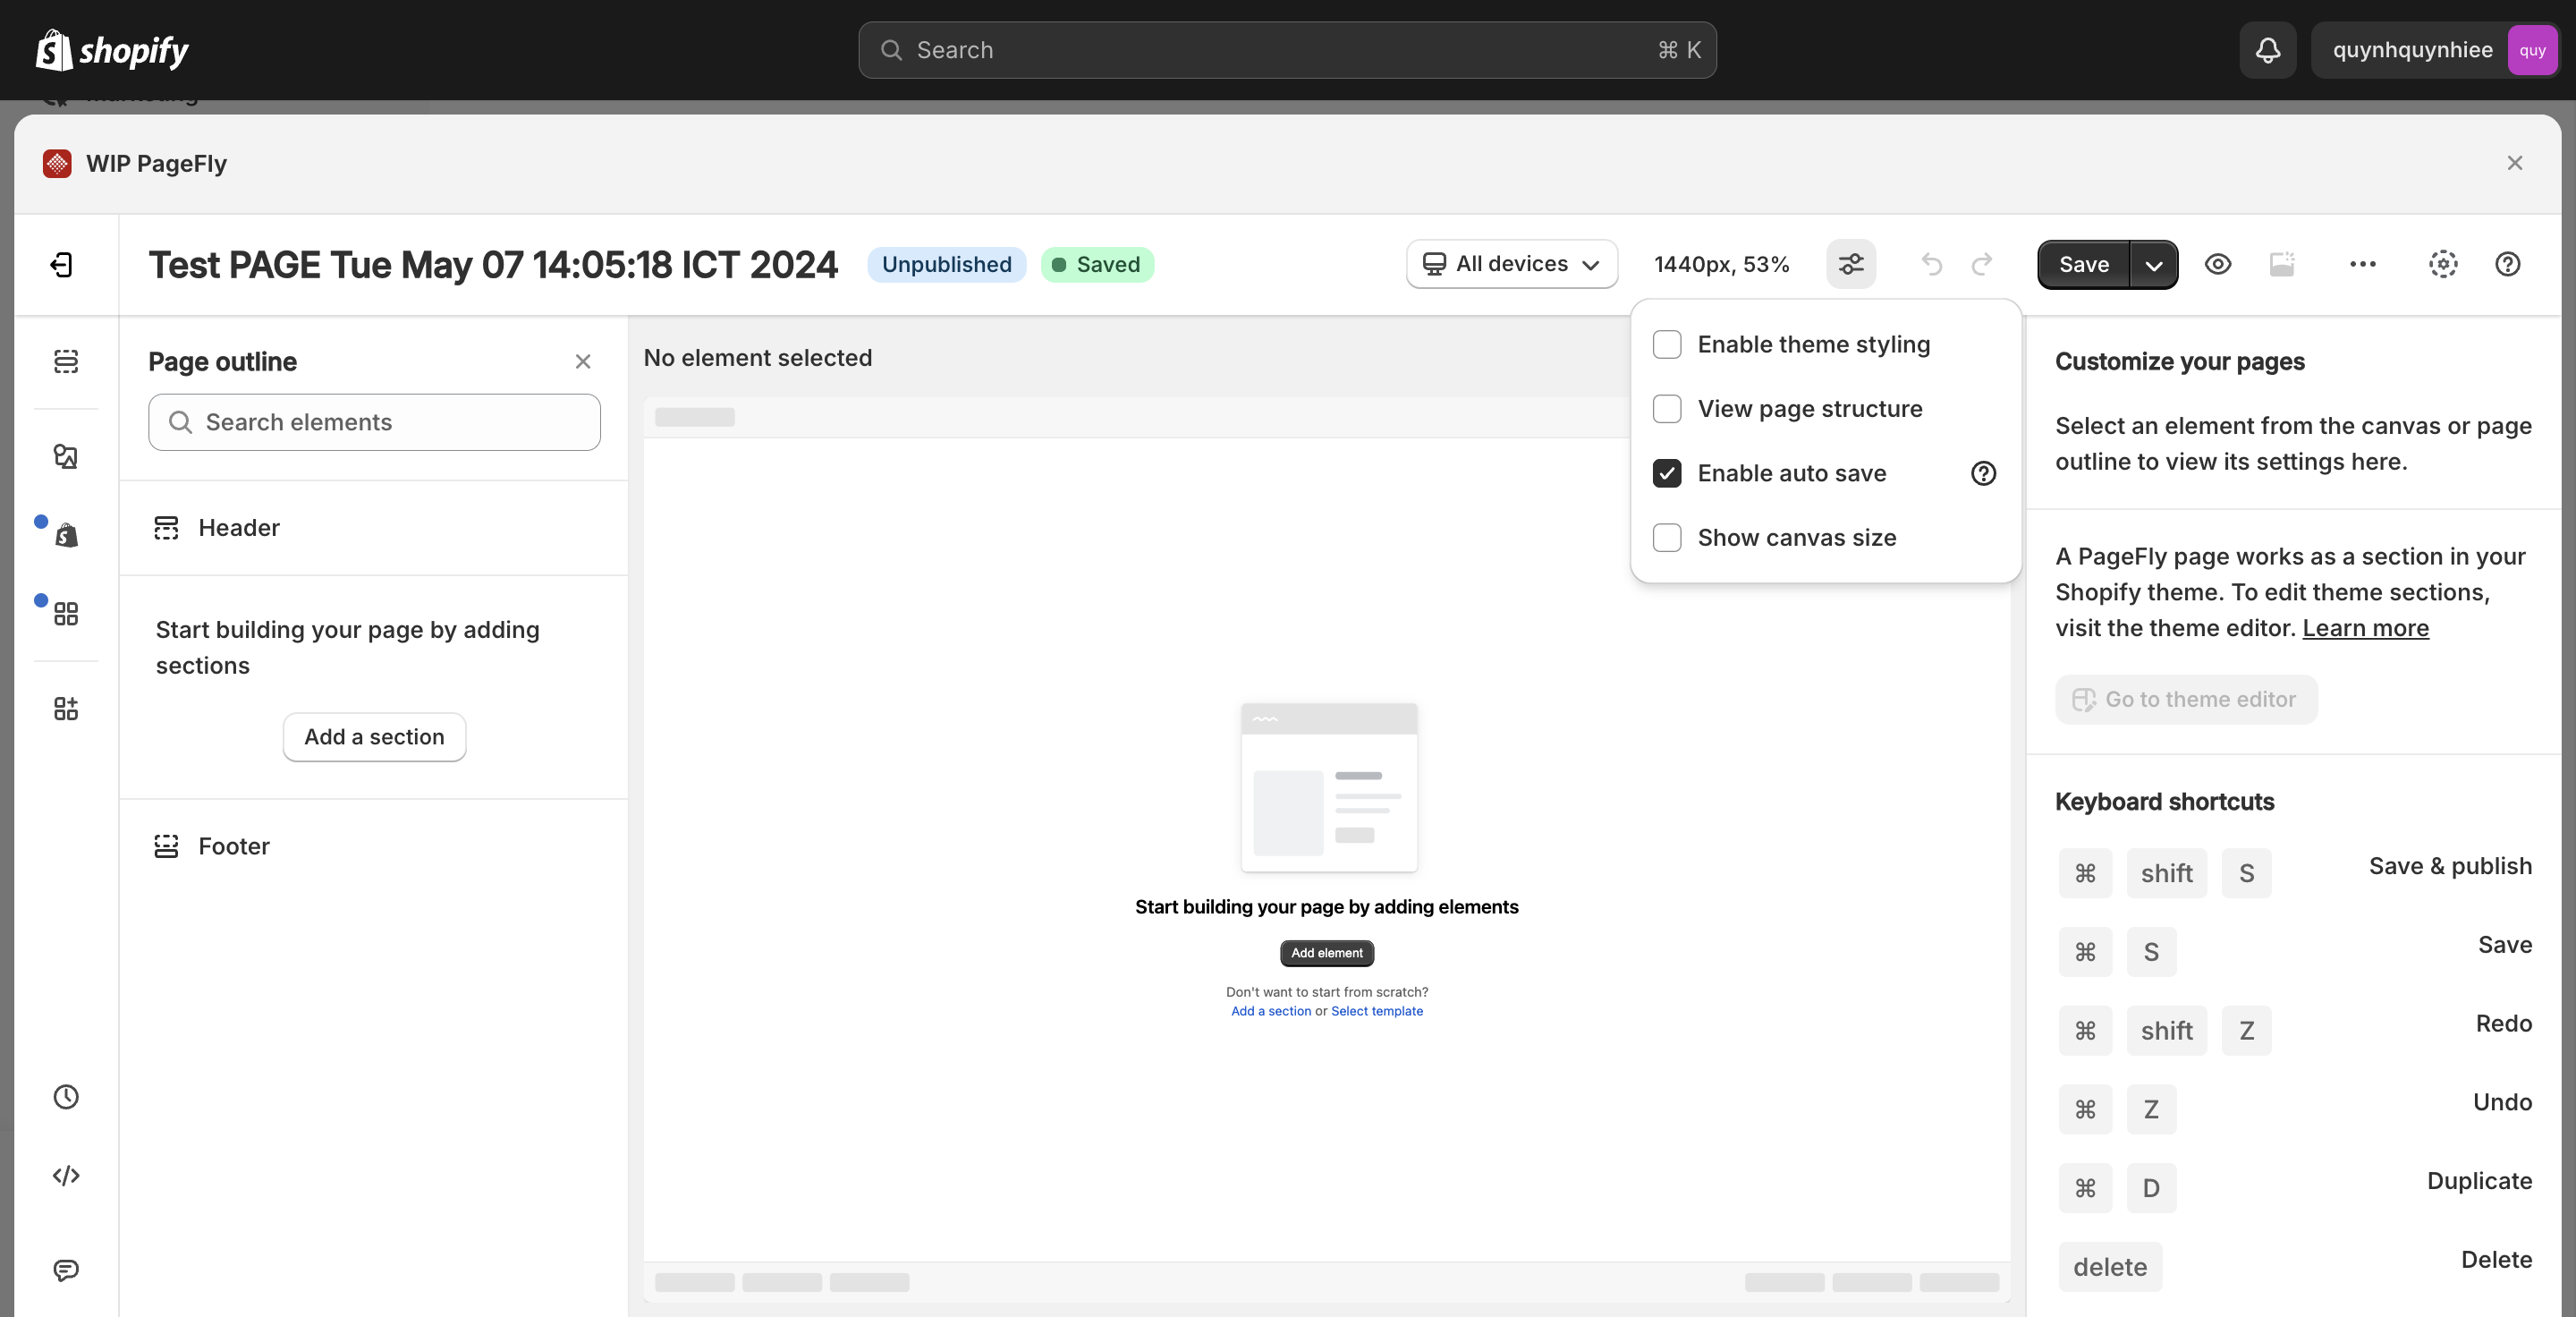 shopify
Search
⌘ K
quynhquynhiee
quy
WIP PageFly
Test PAGE Tue May 07 14:05:18 ICT 2024
Unpublished
Saved
All devices
1440px, 53%
Save
Page outline
Search elements
Header
Start building your page by adding
sections
Add a section
Footer
No element selected
Enable theme styling
View page structure
Enable auto save
Show canvas size
Start building your page by adding elements
Add element
Don't want to start from scratch?
Add a section or Select template
Customize your pages
Select an element from the canvas or page
outline to view its settings here.
A PageFly page works as a section in your
Shopify theme. To edit theme sections,
visit the theme editor. Learn more
Go to theme editor
Keyboard shortcuts
⌘ shift S Save & publish
⌘ S Save
⌘ shift Z Redo
⌘ Z Undo
⌘ D Duplicate
delete Delete